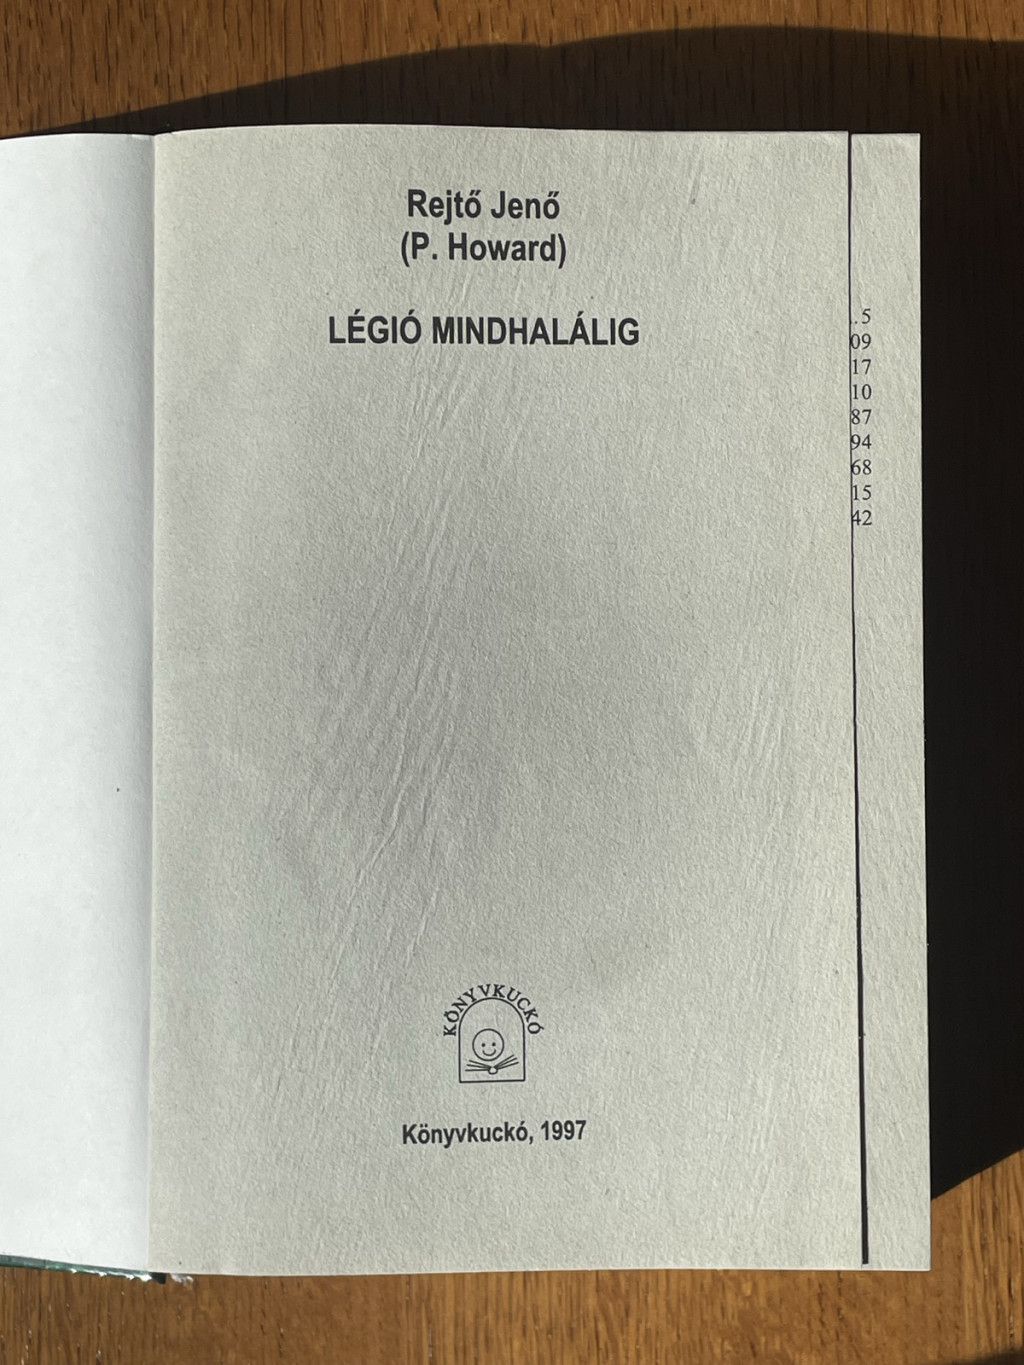 Rejtő Jenő
(P. Howard)
LÉGIÓ MINDHALÁLIG
..5
09
17
10
87
94
68
15
42
KÖNYVKUCKÓ
Könyvkuckó, 1997